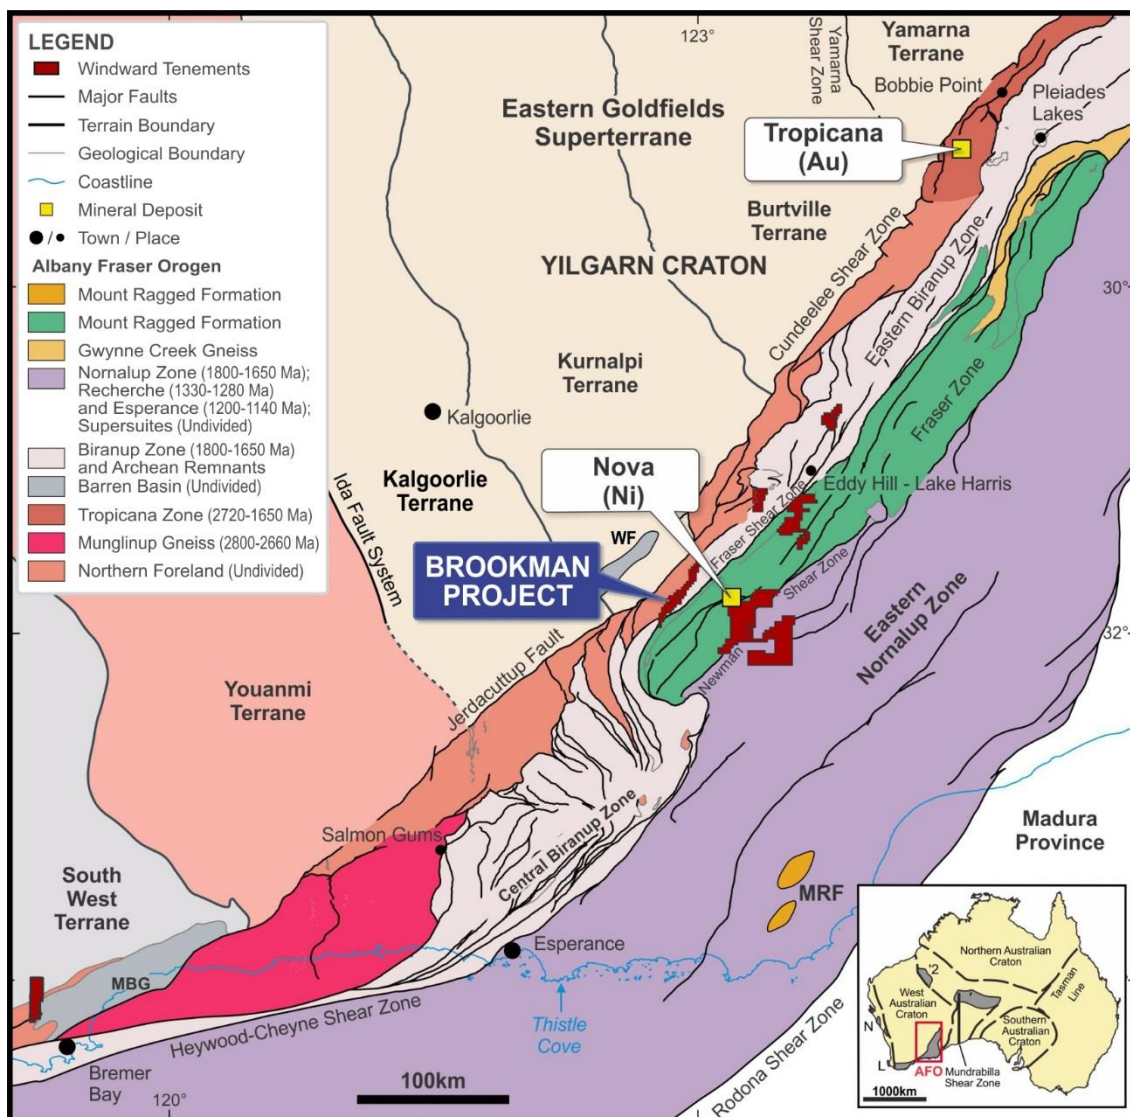 LEGEND
Windward Tenements
Major Faults
Terrain Boundary
Geological Boundary
Coastline
Mineral Deposit
/ Town / Place
Albany Fraser Orogen
Mount Ragged Formation
Mount Ragged Formation
Gwynne Creek Gneiss
Nornalup Zone (1800-1650 Ma);
Recherche (1330-1280 Ma)
and Esperance (1200-1140 Ma);
Supersuites (Undivided)
Biranup Zone (1800-1650 Ma)
and Archean Remnants
Barren Basin (Undivided)
Tropicana Zone (2720-1650 Ma)
Munglinup Gneiss (2800-2660 Ma)
Northern Foreland (Undivided)
123°
Yamarna
Shear Zone
Yamarna
Terrane
Bobbie Point
Pleiades
Lakes
Eastern Goldfields
Superterrane
Tropicana
(Au)
Burtville
Terrane
YILGARN CRATON
Cundeelee Shear Zone
Eastern Biranup Zone
30°
Kurnalpi
Terrane
Fraser Zone
Kalgoorlie
Kalgoorlie
Terrane
Nova
(Ni)
Eddy Hill - Lake Harris
Ida Fault System
WF
Fraser Shear Zone
BROOKMAN
PROJECT
Newman
Shear Zone
Eastern
Nornalup Zone
32°
Jerdacuttup Fault
Youanmi
Terrane
Salmon Gums
Central Biranup Zone
Madura
Province
South
West
Terrane
MRF
Esperance
MBG
Heywood-Cheyne Shear Zone
Thistle
Cove
Rodona Shear Zone
Bremer
Bay
120°
100km
Northern Australian
Craton
'2
West
Australian
Craton
Tasman
Line
Southern
Australian
Craton
N
L
AFO
Mundrabilla
Shear Zone
1000km